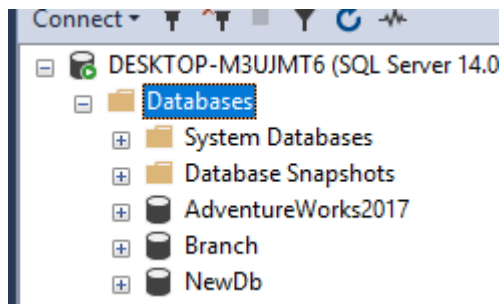 Connect
DESKTOP-M3UJMT6 (SQL Server 14.0
Databases
System Databases
Database Snapshots
AdventureWorks2017
Branch
NewDb